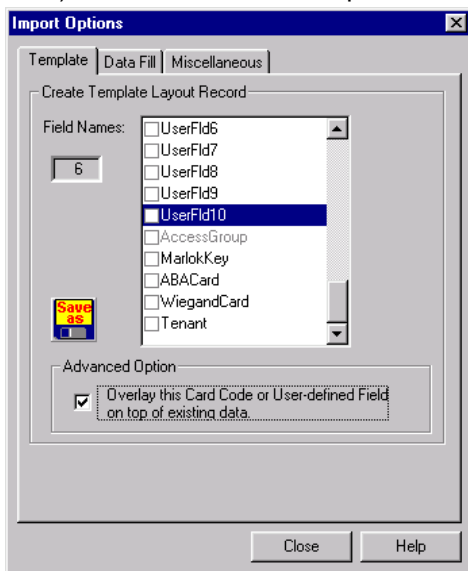 Import Options
Template Data Fill Miscellaneous
Create Template Layout Record
Field Names:
6
UserFld6
UserFld7
UserFld8
UserFld9
UserFld10
AccessGroup
MarlokKey
ABACard
WiegandCard
Tenant
Save
as
Advanced Option
Overlay this Card Code or User-defined Field
on top of existing data.
Close Help